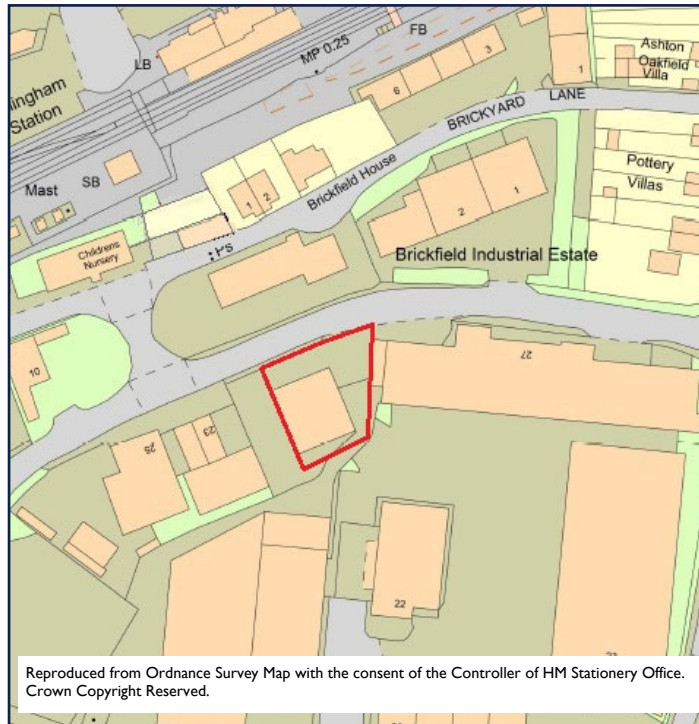 ningham
Station
LB
MP 0.25
FB
3
6
1
Ashton
Oakfield
Villa
BRICKYARD LANE
Mast
SB
1
2
Brickfield House
2
1
Pottery
Villas
Childrens
Nursery
Brickfield Industrial Estate
10
27
25
23
22
Reproduced from Ordnance Survey Map with the consent of the Controller of HM Stationery Office.
Crown Copyright Reserved.